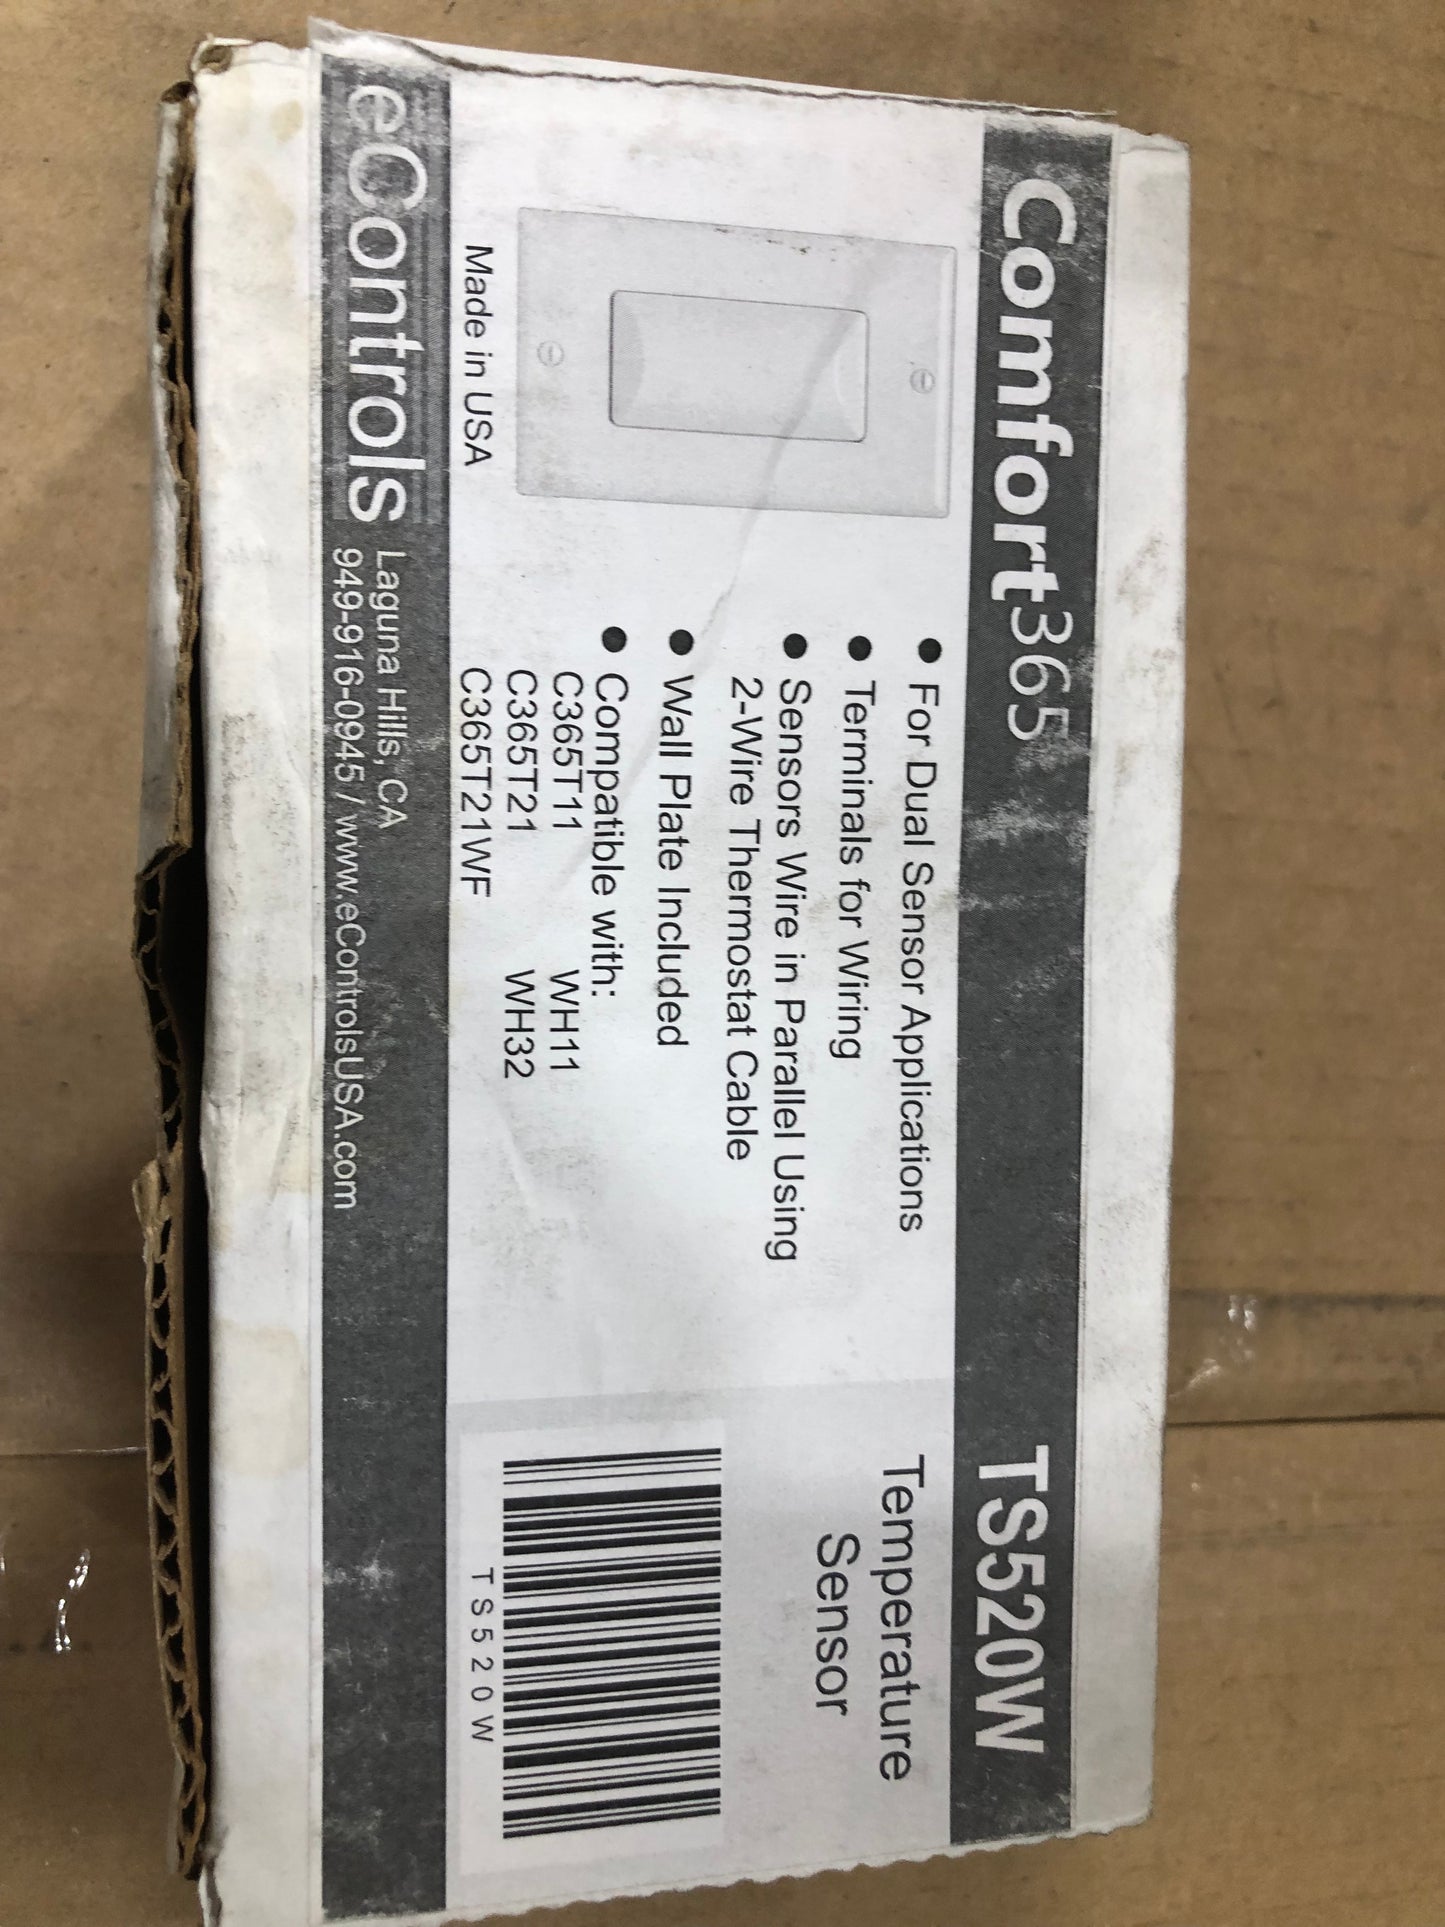 Comfort365 TS520W
Made in USA
• For Dual Sensor Applications
• Terminals for Wiring
• Sensors Wire in Parallel Using
2-Wire Thermostat Cable
• Wall Plate Included
• Compatible with:
C365T11 WH11
C365T21 WH32
C365T21WF
Temperature
Sensor
TS520W
eControls
Laguna Hills, CA
949-916-0945 / www.eControlsUSA.com